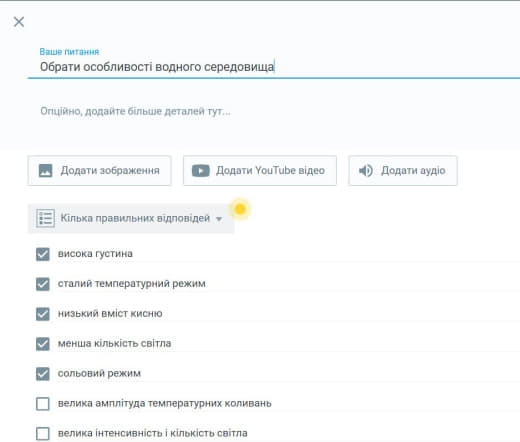 Ваше питання
Обрати особливості водного середовища
Опційно, додайте більше деталей тут...
Додати зображення
Додати YouTube відео
Додати аудіо
Кілька правильних відповідей
висока густина
сталий температурний режим
низький вміст кисню
менша кількість світла
сольовий режим
велика амплітуда температурних коливань
велика інтенсивність і кількість світла